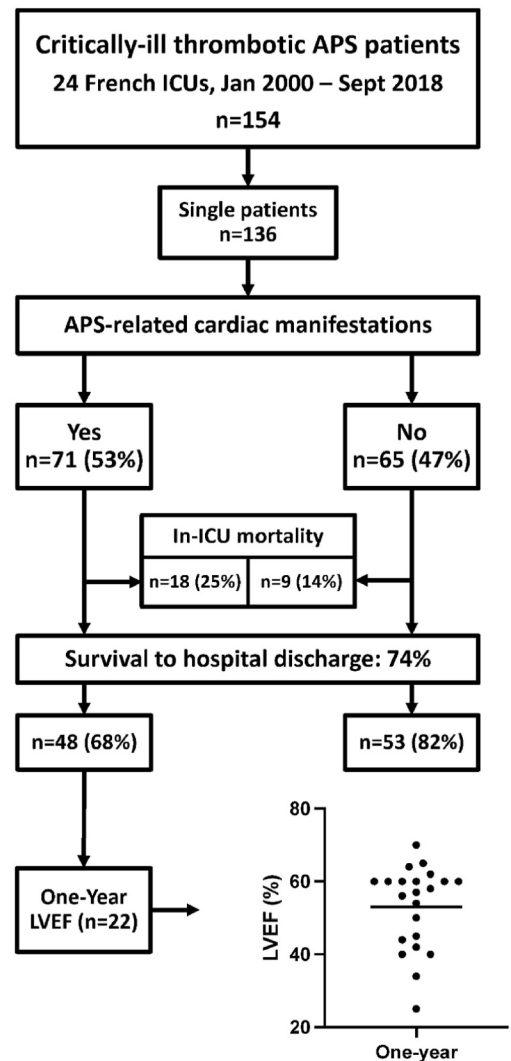 Critically-ill thrombotic APS patients
24 French ICUs, Jan 2000 – Sept 2018
n=154
Single patients
n=136
APS-related cardiac manifestations
Yes
n=71 (53%)
No
n=65 (47%)
In-ICU mortality
n=18 (25%)
n=9 (14%)
Survival to hospital discharge: 74%
n=48 (68%)
n=53 (82%)
One-Year
LVEF (n=22)
LVEF (%)
80
60
40
20
One-year